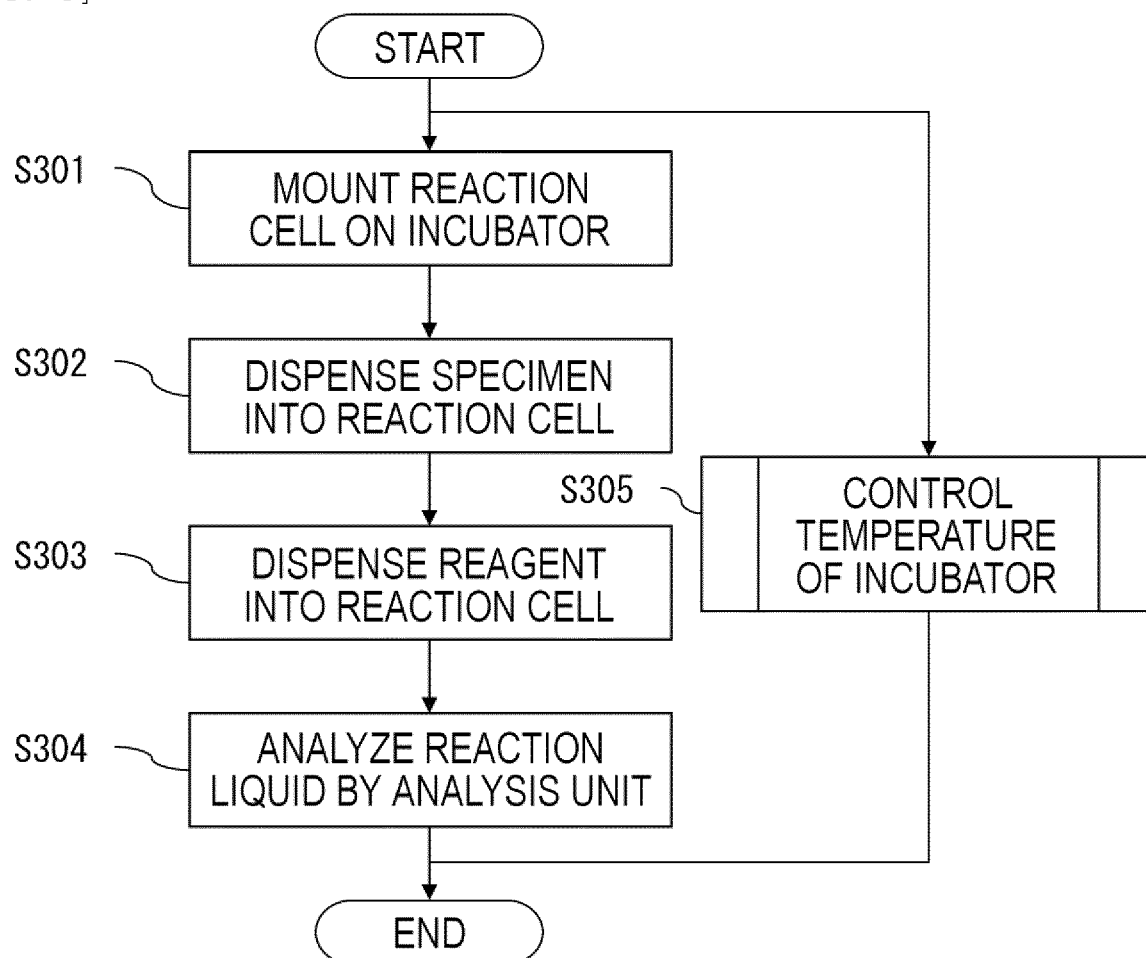 START
S301
MOUNT REACTION
CELL ON INCUBATOR
S302
DISPENSE SPECIMEN
INTO REACTION CELL
S305
CONTROL
TEMPERATURE
OF INCUBATOR
S303
DISPENSE REAGENT
INTO REACTION CELL
S304
ANALYZE REACTION
LIQUID BY ANALYSIS UNIT
END